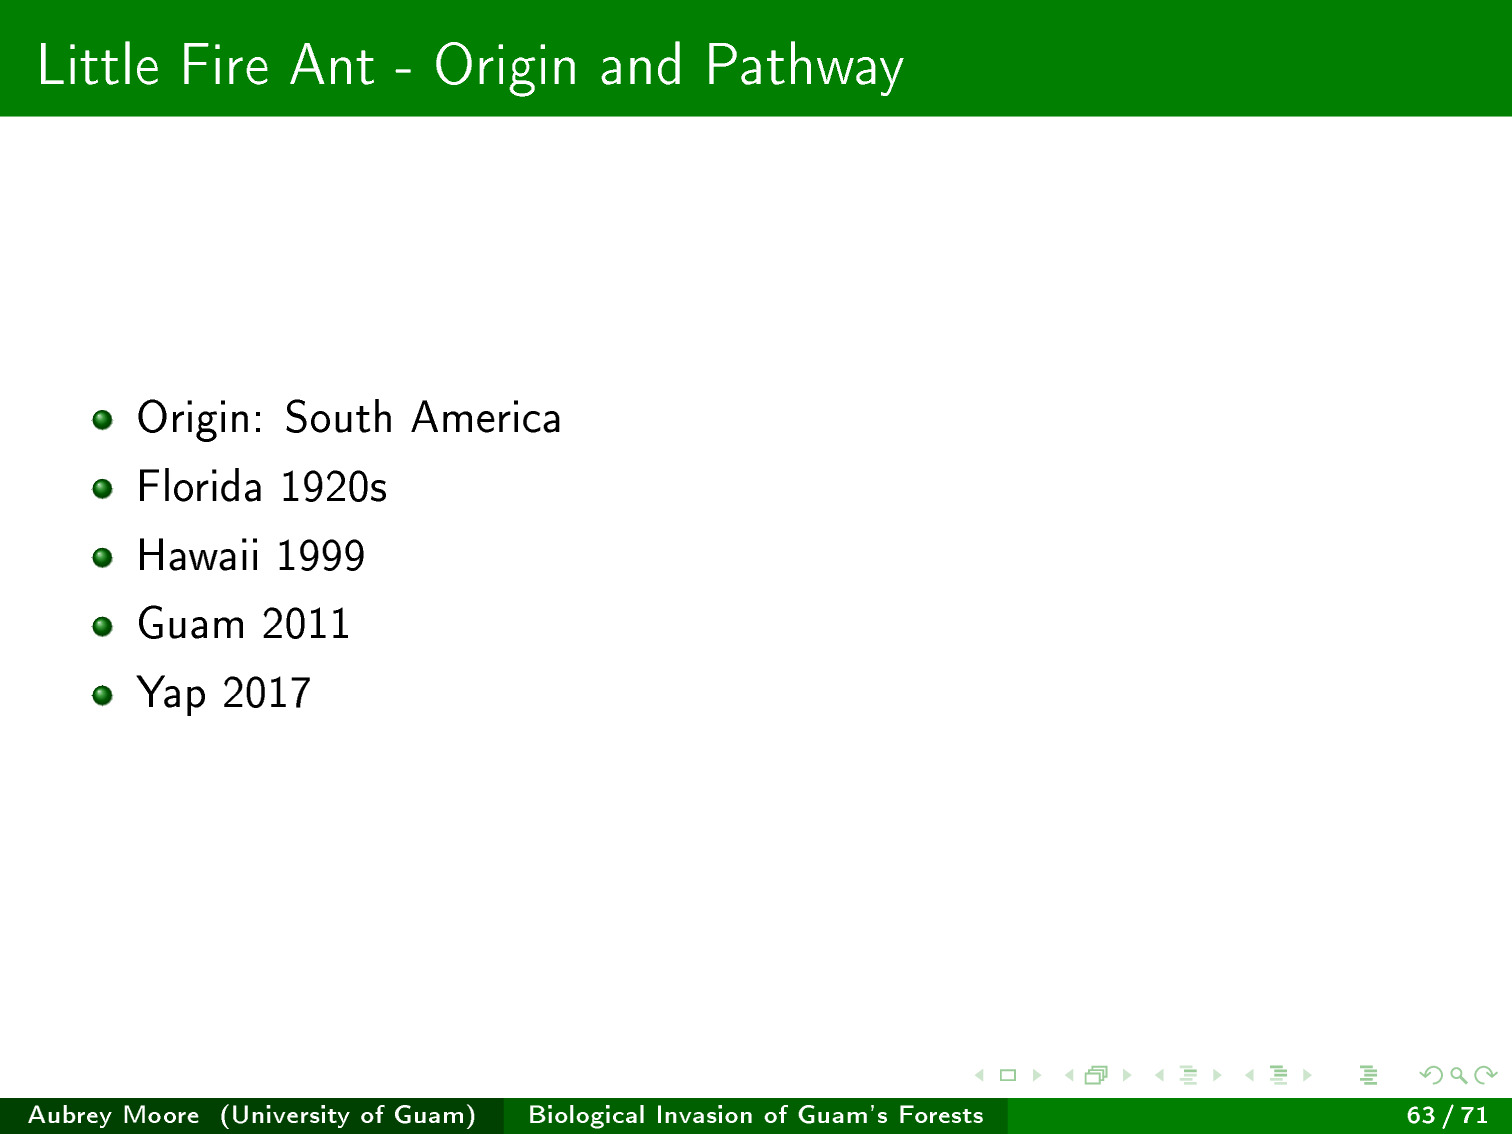 Little Fire Ant - Origin and Pathway
Origin: South America
Florida 1920s
Hawaii 1999
Guam 2011
Yap 2017
Aubrey Moore (University of Guam) Biological Invasion of Guam's Forests 63 / 71